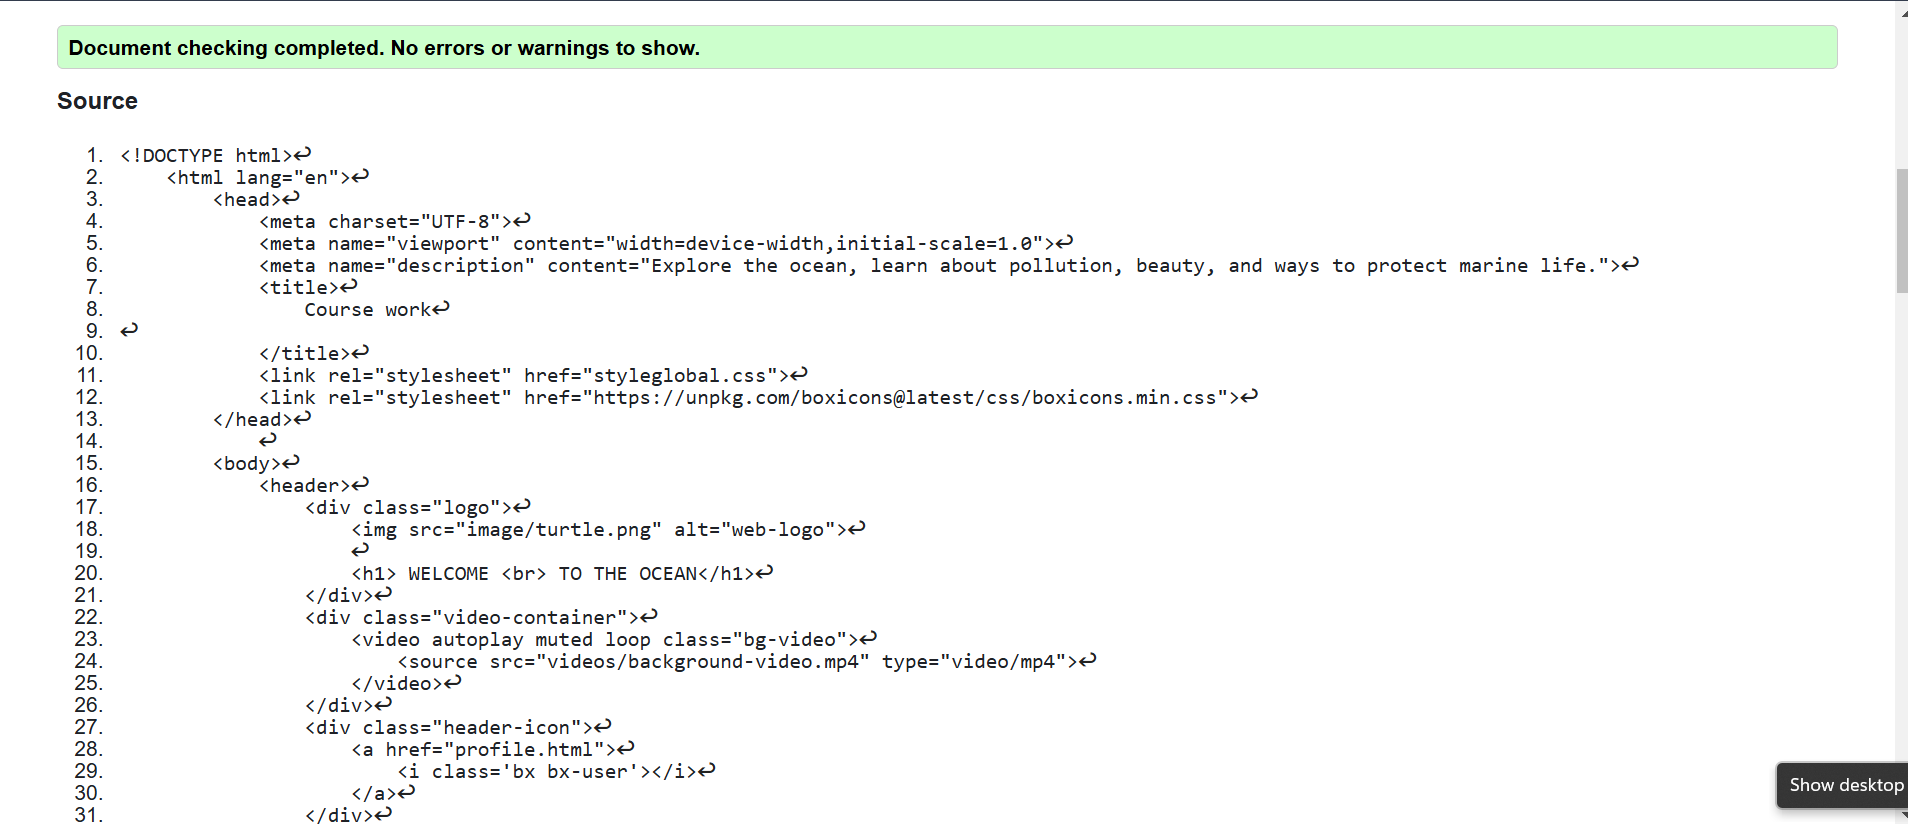 Document checking completed. No errors or warnings to show.
Source
1. <!DOCTYPE html>↩
2. <html lang="en">↩
3. <head>↩
4. <meta charset="UTF-8">↩
5. <meta name="viewport" content="width=device-width,initial-scale=1.0">↩
6. <meta name="description" content="Explore the ocean, learn about pollution, beauty, and ways to protect marine life.">↩
7. <title>↩
8. Course work↩
9. ↩
10. </title>↩
11. <link rel="stylesheet" href="styleglobal.css">↩
12. <link rel="stylesheet" href="https://unpkg.com/boxicons@latest/css/boxicons.min.css">↩
13. </head>↩
14. ↩
15. <body>↩
16. <header>↩
17. <div class="logo">↩
18. <img src="image/turtle.png" alt="web-logo">↩
19. ↩
20. <h1> WELCOME <br> TO THE OCEAN</h1>↩
21. </div>↩
22. <div class="video-container">↩
23. <video autoplay muted loop class="bg-video">↩
24. <source src="videos/background-video.mp4" type="video/mp4">↩
25. </video>↩
26. </div>↩
27. <div class="header-icon">↩
28. <a href="profile.html">↩
29. <i class='bx bx-user'></i>↩
30. </a>↩
31. </div>↩
Show desktop